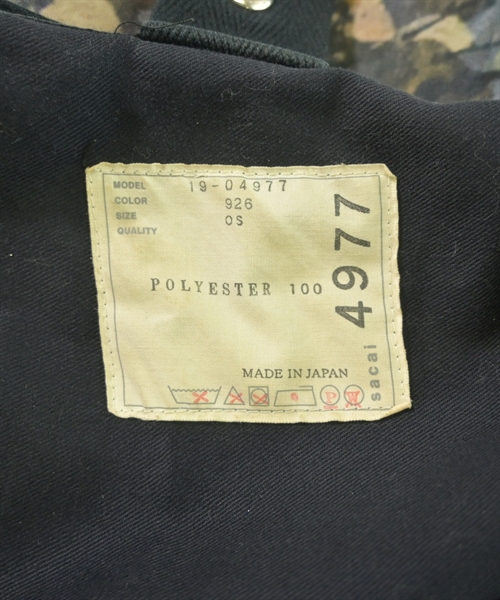 MODEL 19-04977
COLOR 926
SIZE OS
QUALITY
POLYESTER 100
MADE IN JAPAN
P W
sacai 4977